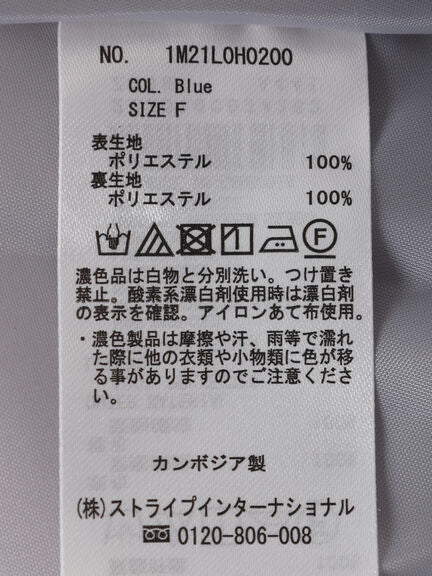 NO. 1M21L0H0200
COL. Blue
SIZE F
表生地
ポリエステル 100%
裏生地
ポリエステル 100%
濃色品は白物と分別洗い。つけ置き
禁止。酸素系漂白剤使用時は漂白剤
の表示を確認。アイロンあて布使用。
・濃色製品は摩擦や汗、雨等で濡れ
た際に他の衣類や小物類に色が移
る事がありますのでご注意くださ
い。
カンボジア製
(株)ストライプインターナショナル
0120-806-008